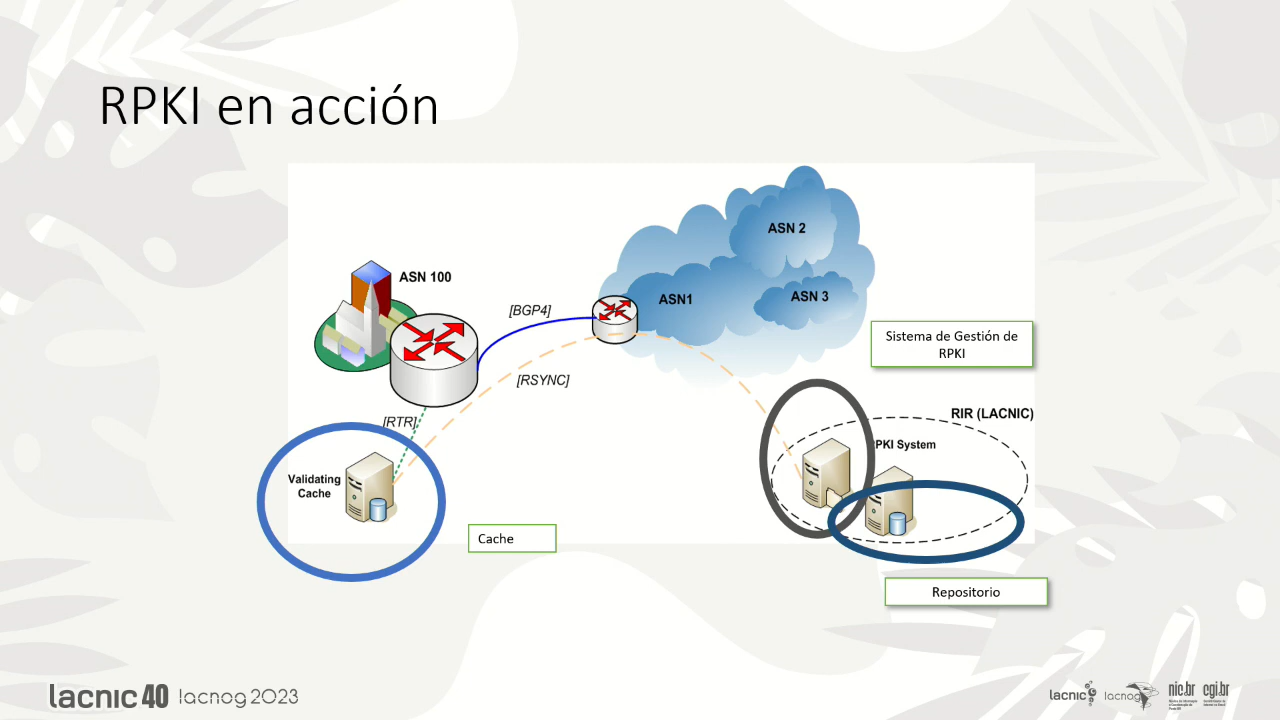 RPKI en acción
ASN 2
ASN 100
ASN1
ASN 3
[BGP4]
Sistema de Gestión de
RPKI
[RSYNC]
RIR (LACNIC)
[RTR]
RPKI System
Validating
Cache
Cache
Repositorio
lacnic 40 lacnog 2023
lacnic lacnog nic.br cgi.br